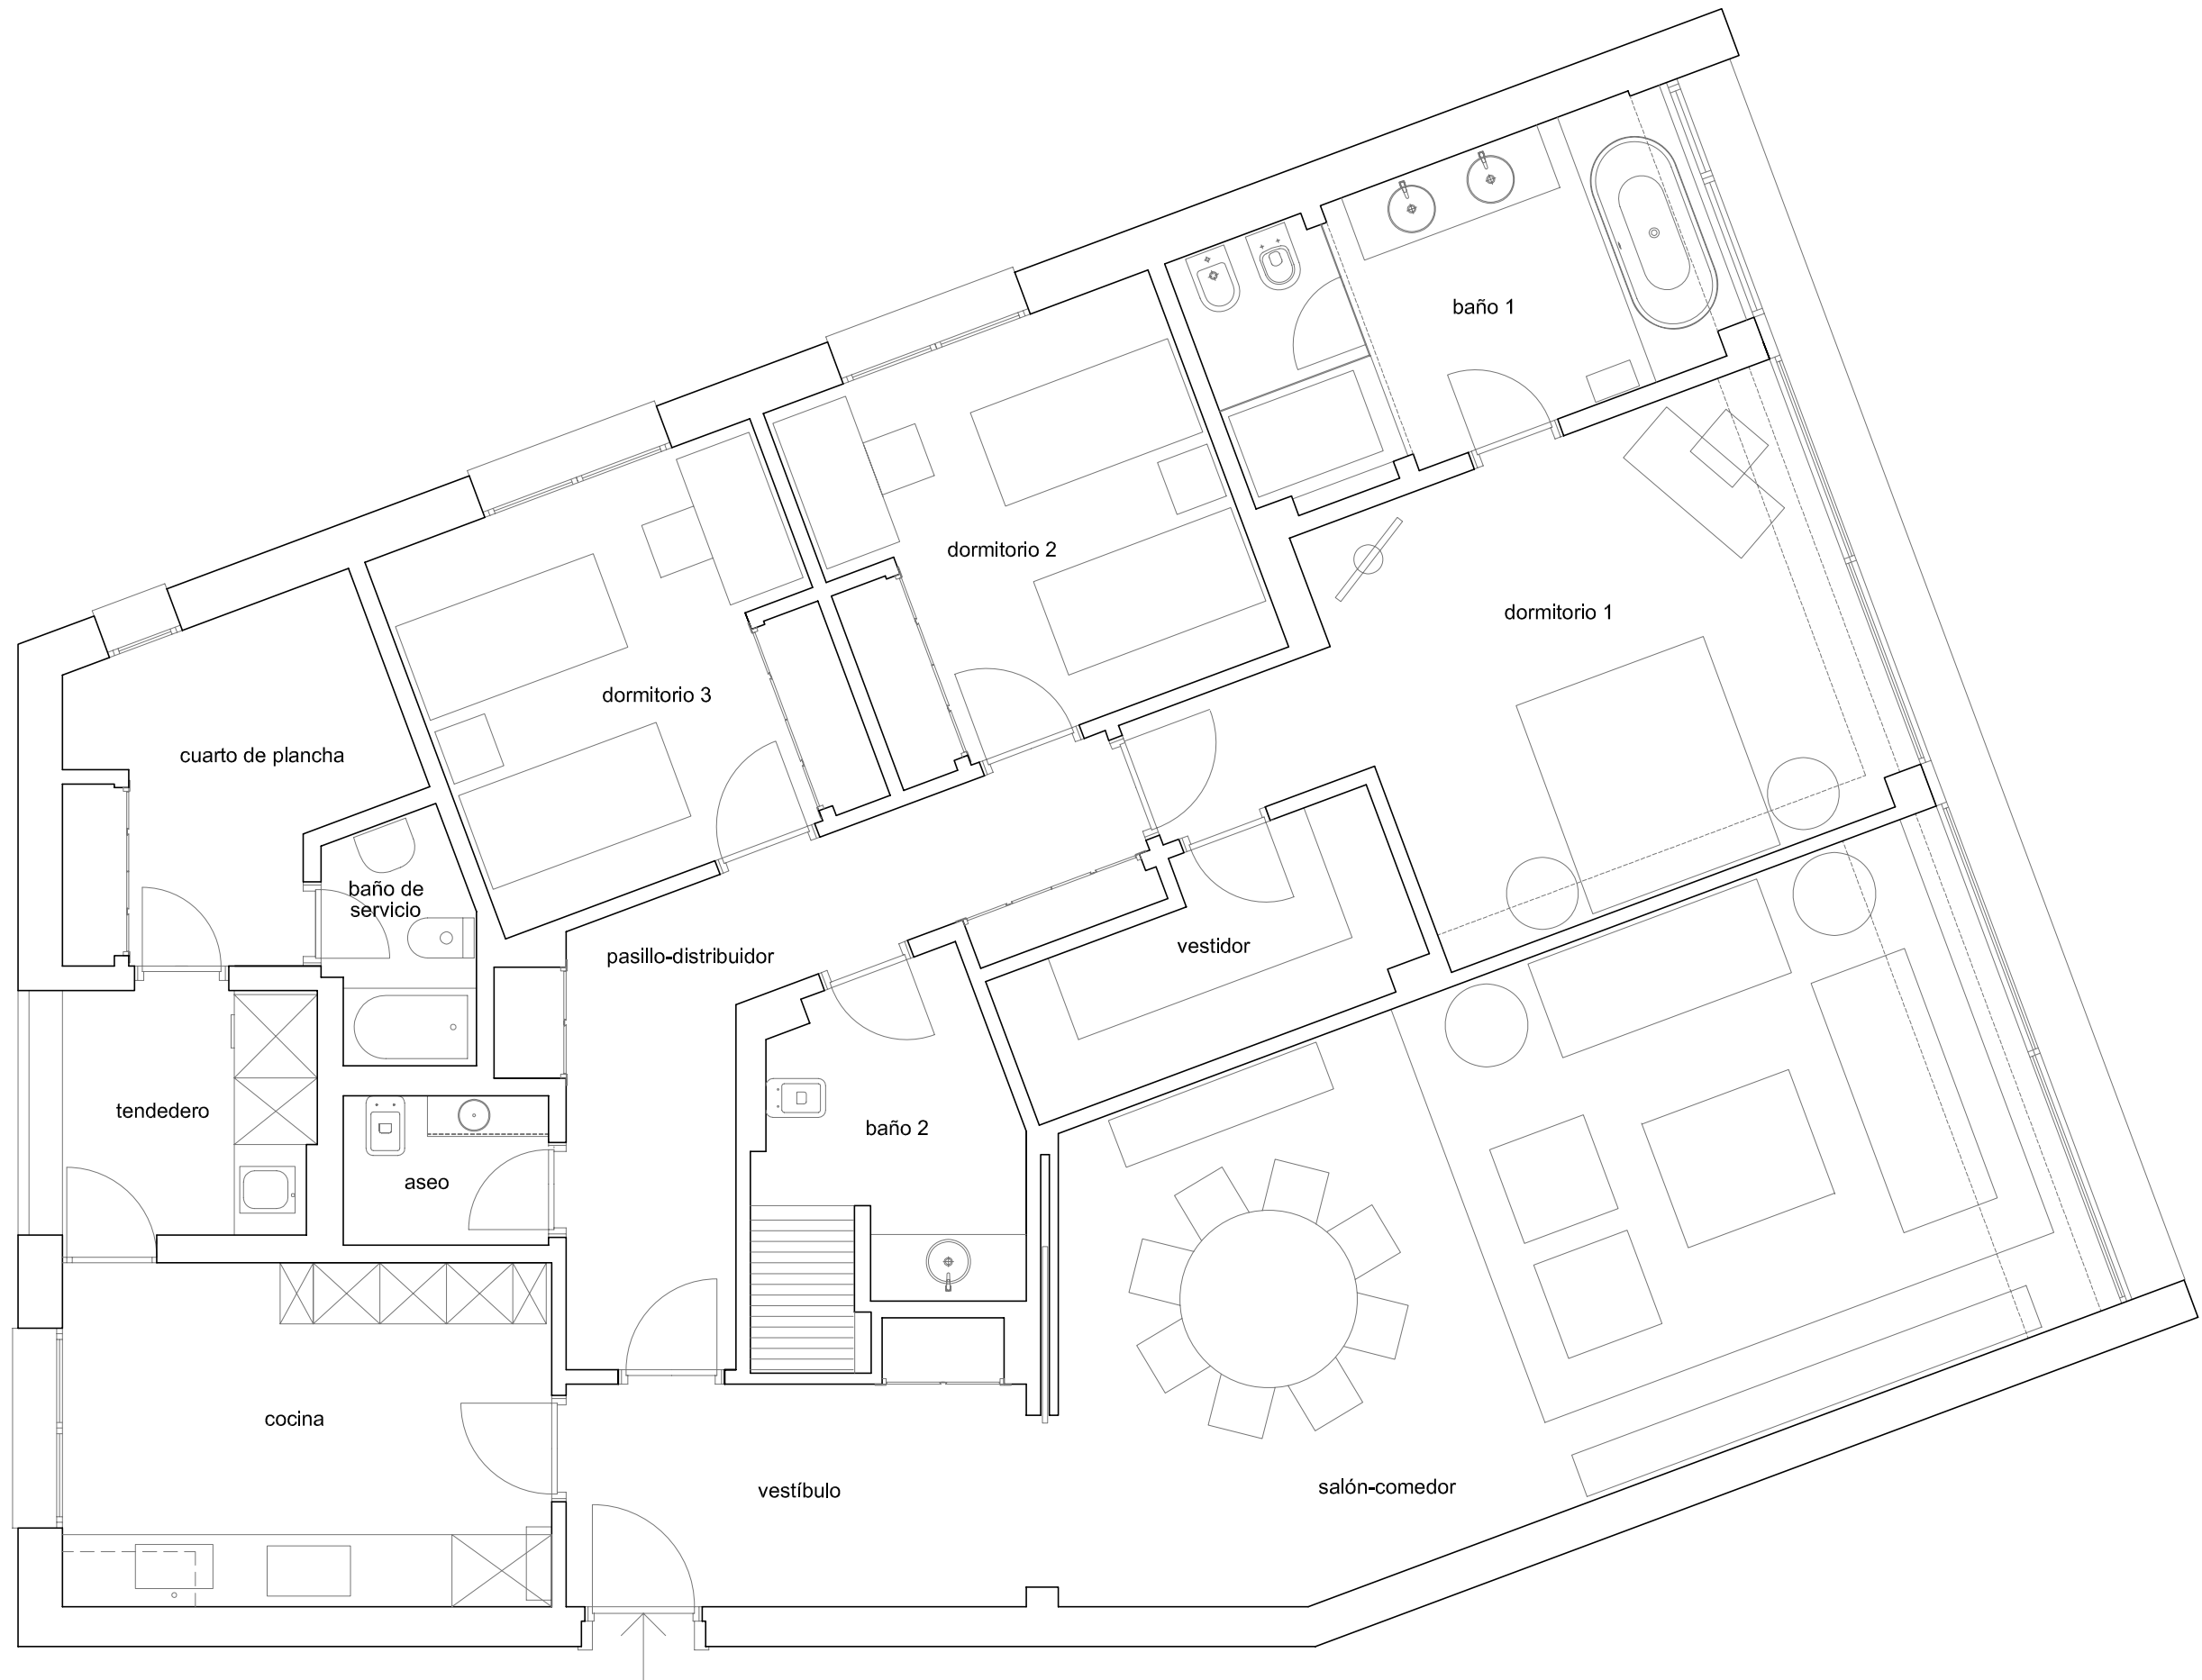 baño 1
dormitorio 2
dormitorio 1
dormitorio 3
cuarto de plancha
baño de
servicio
pasillo-distribuidor
vestidor
tendedero
baño 2
aseo
cocina
vestíbulo
salón-comedor